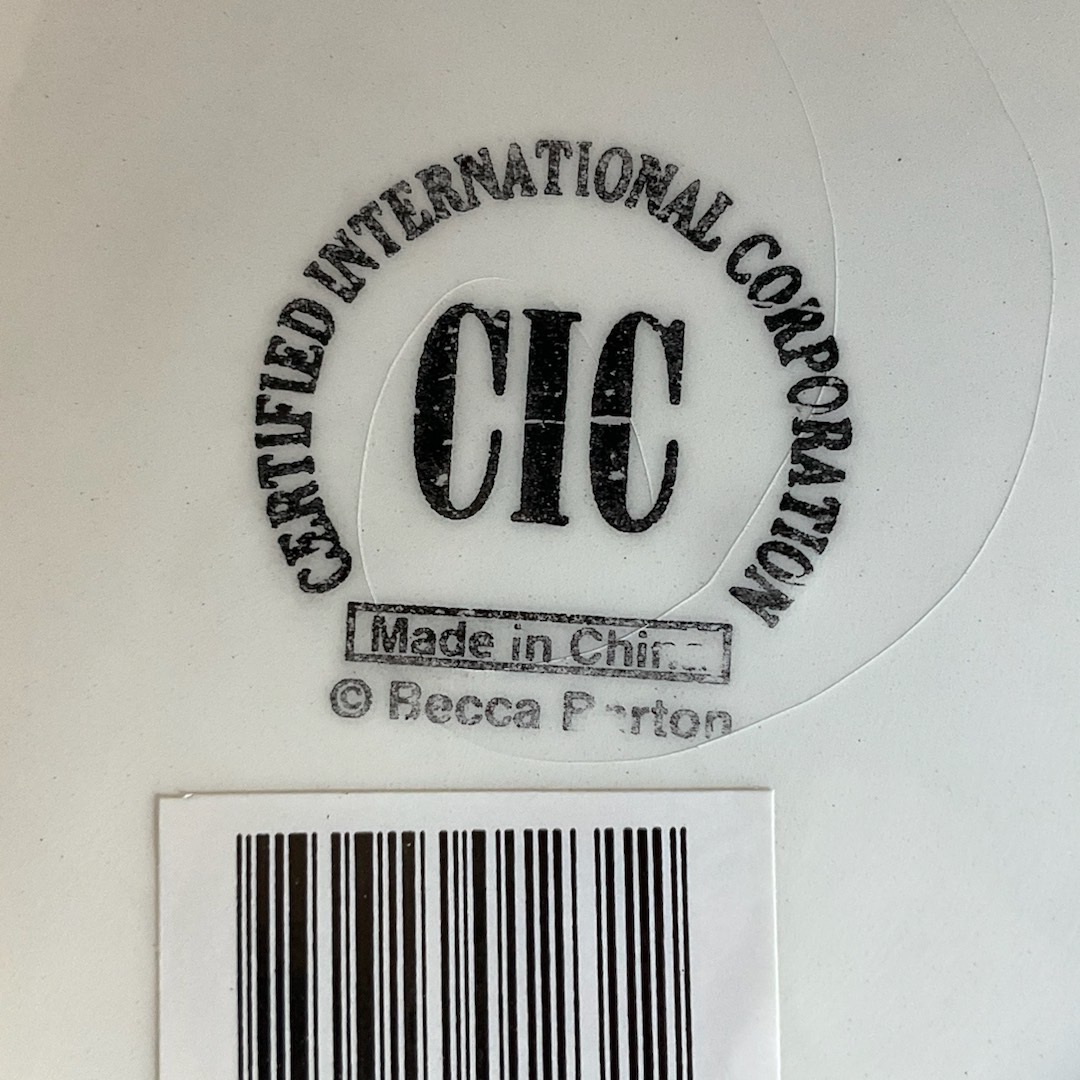 CERTIFIED INTERNATIONAL CORPORATION
CIC
Made in China
© Becca Barton